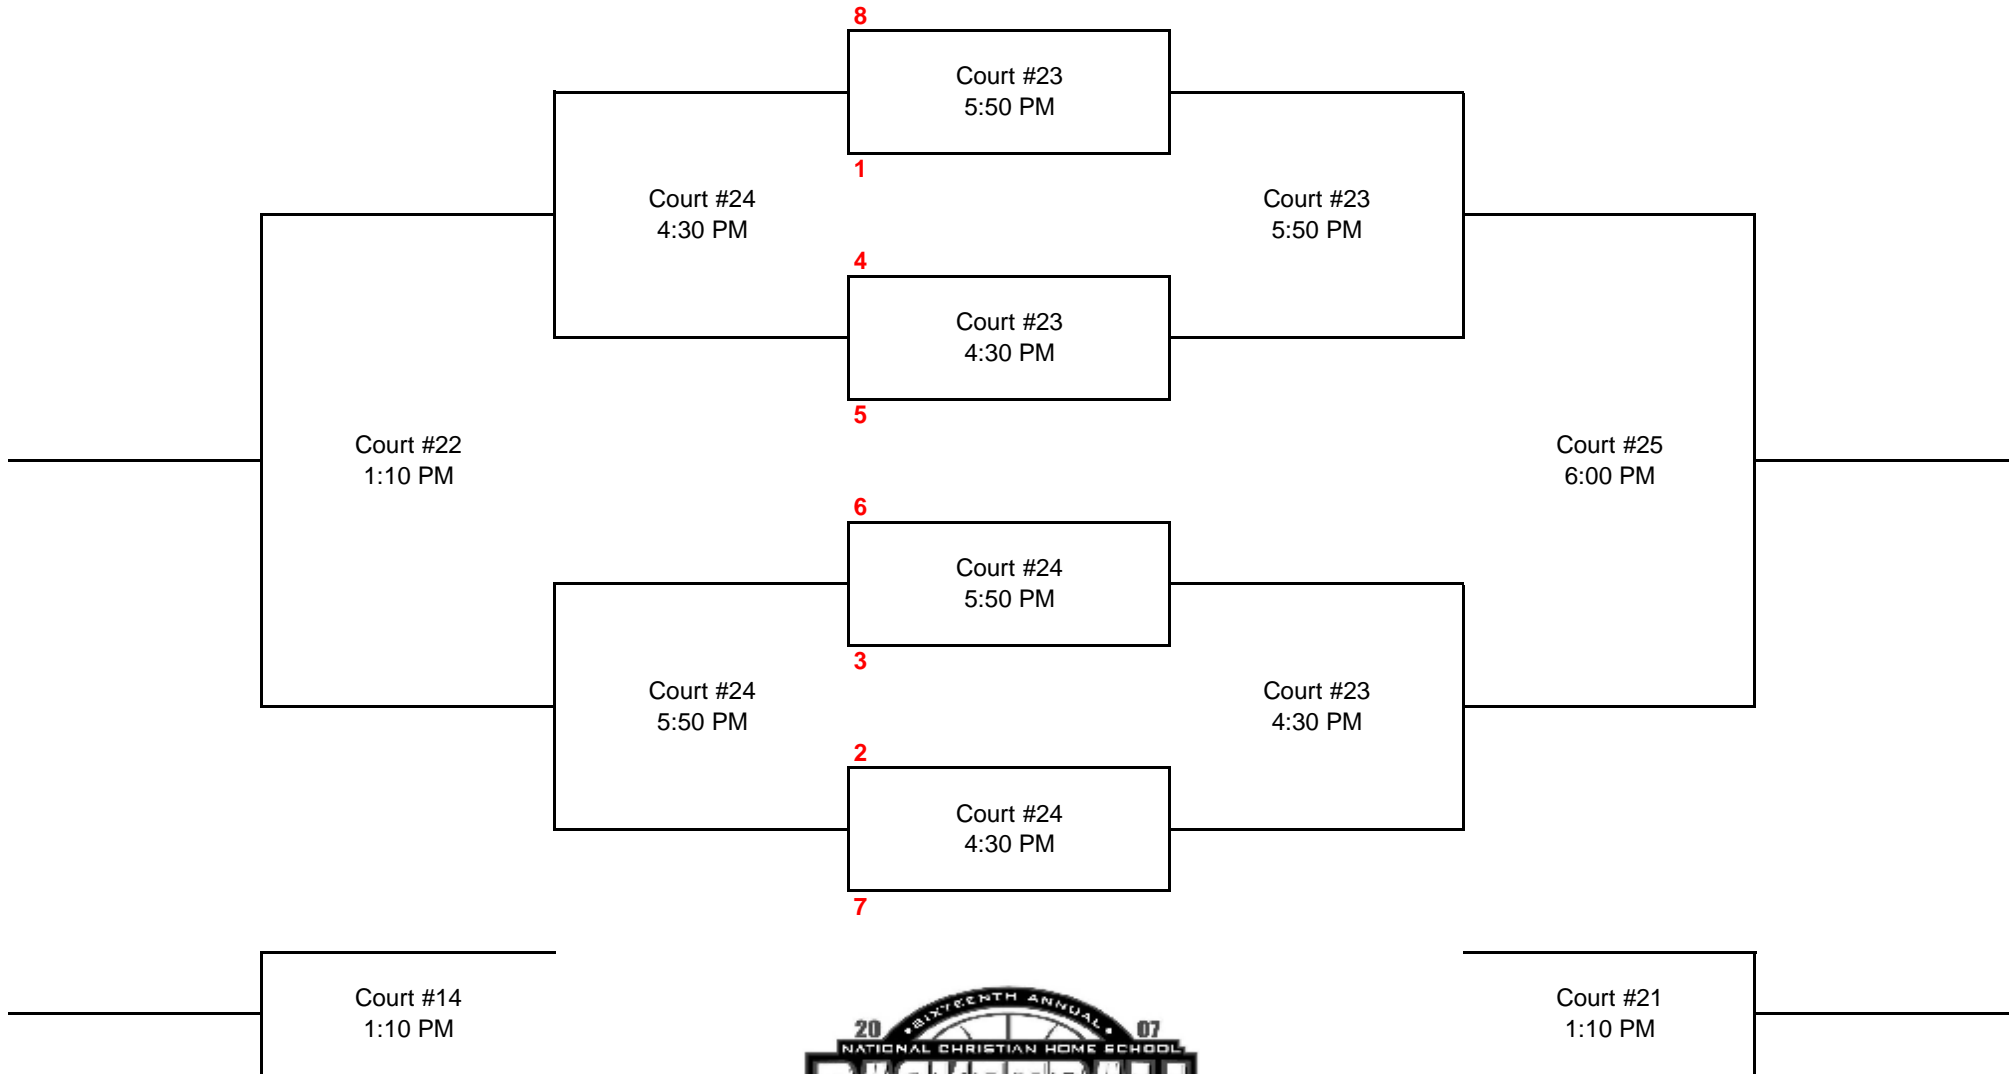 8
Court #23
5:50 PM
1
Court #24
4:30 PM
Court #23
5:50 PM
4
Court #23
4:30 PM
5
Court #22
1:10 PM
Court #25
6:00 PM
6
Court #24
5:50 PM
3
Court #24
5:50 PM
Court #23
4:30 PM
2
Court #24
4:30 PM
7
Court #14
1:10 PM
Court #21
1:10 PM
SIXTEENTH ANNUAL
20 07
NATIONAL CHRISTIAN HOME SCHOOL